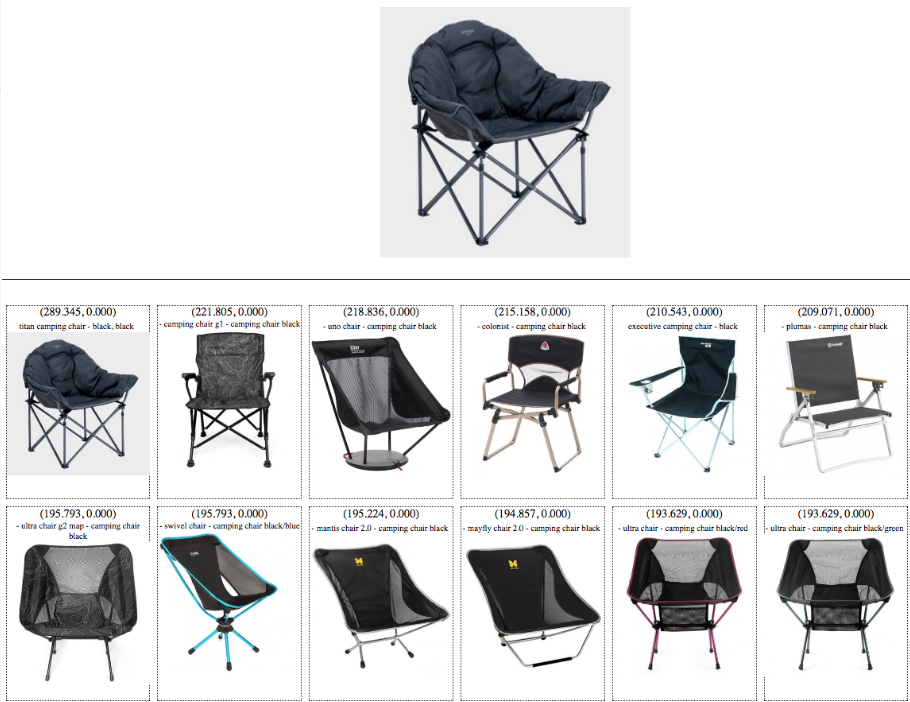 (289.345, 0.000)
titan camping chair - black, black
(221.805, 0.000)
- camping chair g1 - camping chair black
(218.836, 0.000)
- uno chair - camping chair black
(215.158, 0.000)
- colonist - camping chair black
(210.543, 0.000)
executive camping chair - black
(209.071, 0.000)
- plumas - camping chair black
(195.793, 0.000)
- ultra chair g2 map - camping chair
black
(195.793, 0.000)
- swivel chair - camping chair black/blue
(195.224, 0.000)
- mantis chair 2.0 - camping chair black
(194.857, 0.000)
- mayfly chair 2.0 - camping chair black
(193.629, 0.000)
- ultra chair - camping chair black/red
(193.629, 0.000)
- ultra chair - camping chair black/green